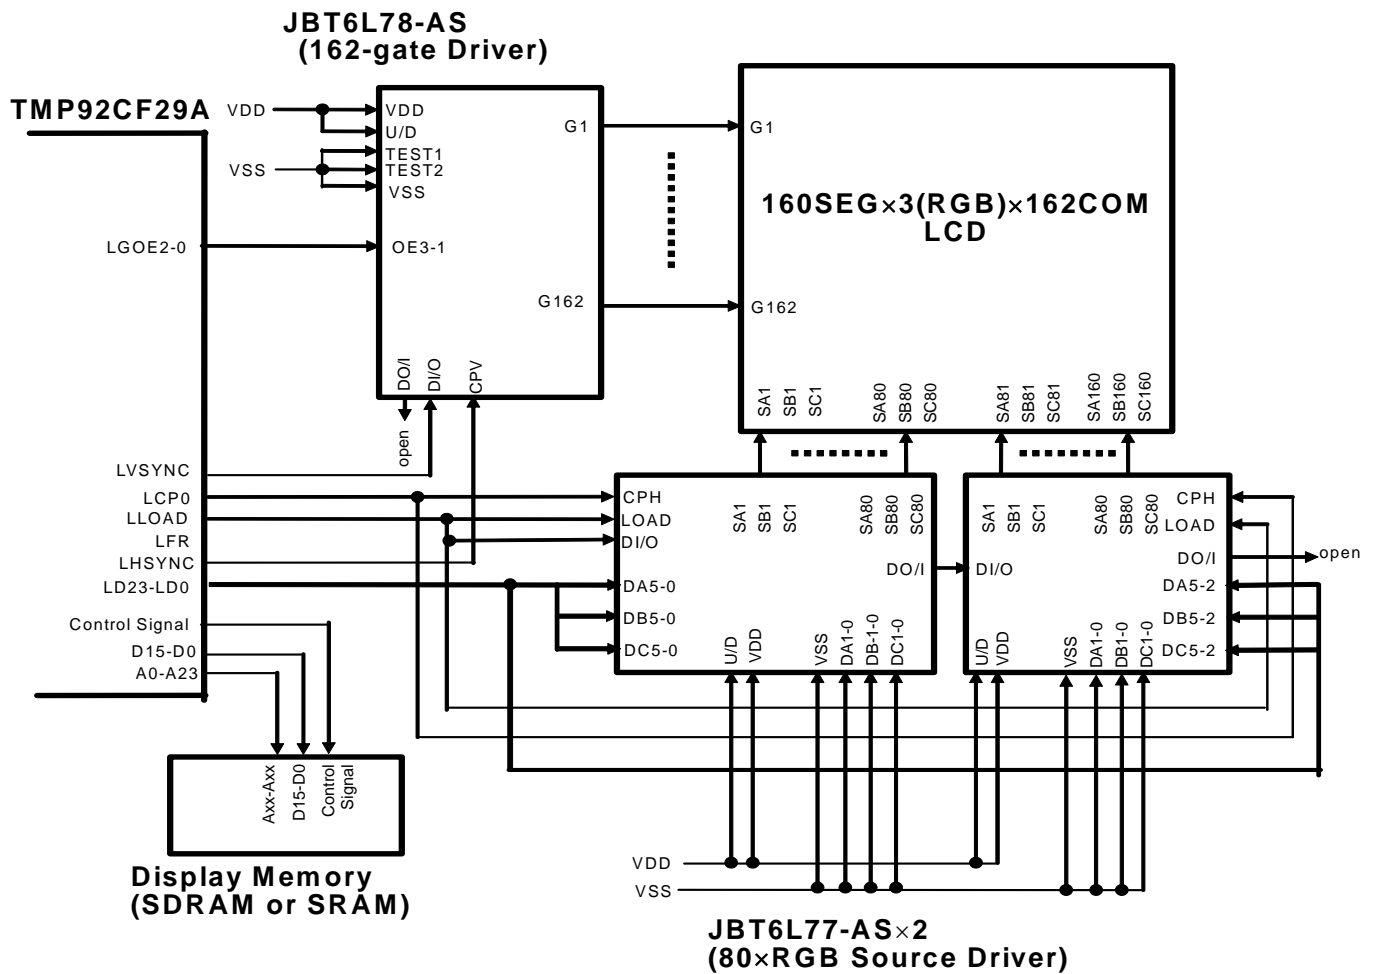 JBT6L78-AS
(162-gate Driver)
TMP92CF29A
VDD
VDD
U/D
TEST1
VSS
TEST2
VSS
G1
G1
160SEG×3(RGB)×162COM
LCD
LGOE2-0
OE3-1
G162
G162
DO/I
DI/O
CPV
open
SA1
SB1
SC1
SA80
SB80
SC80
SA81
SB81
SC81
SA160
SB160
SC160
LVSYNC
LCP0
LLOAD
LFR
LHSYNC
LD23-LD0
Control Signal
D15-D0
A0-A23
CPH
LOAD
DI/O
DA5-0
DB5-0
DC5-0
SA1
SB1
SC1
SA80
SB80
SC80
DO/I
U/D
VDD
VSS
DA1-0
DB-1-0
DC1-0
SA1
SB1
SC1
SA80
SB80
SC80
DI/O
CPH
LOAD
DO/I
open
DA5-2
DB5-2
DC5-2
U/D
VDD
VSS
DA1-0
DB1-0
DC1-0
Axx-Axx
D15-D0
Control
Signal
Display Memory
(SDRAM or SRAM)
VDD
VSS
JBT6L77-AS×2
(80×RGB Source Driver)